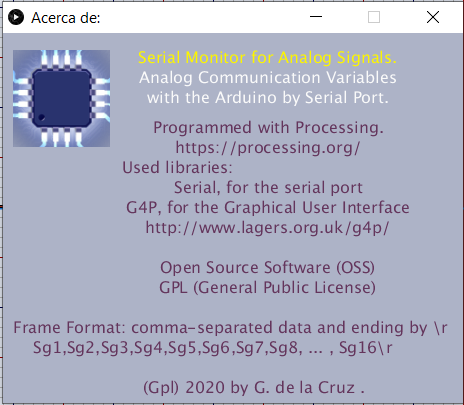 Acerca de:
Serial Monitor for Analog Signals.
Analog Communication Variables
with the Arduino by Serial Port.
Programmed with Processing.
https://processing.org/
Used libraries:
Serial, for the serial port
G4P, for the Graphical User Interface
http://www.lagers.org.uk/g4p/
Open Source Software (OSS)
GPL (General Public License)
Frame Format: comma-separated data and ending by \r
Sg1,Sg2,Sg3,Sg4,Sg5,Sg6,Sg7,Sg8, ... , Sg16\r
(Gpl) 2020 by G. de la Cruz .